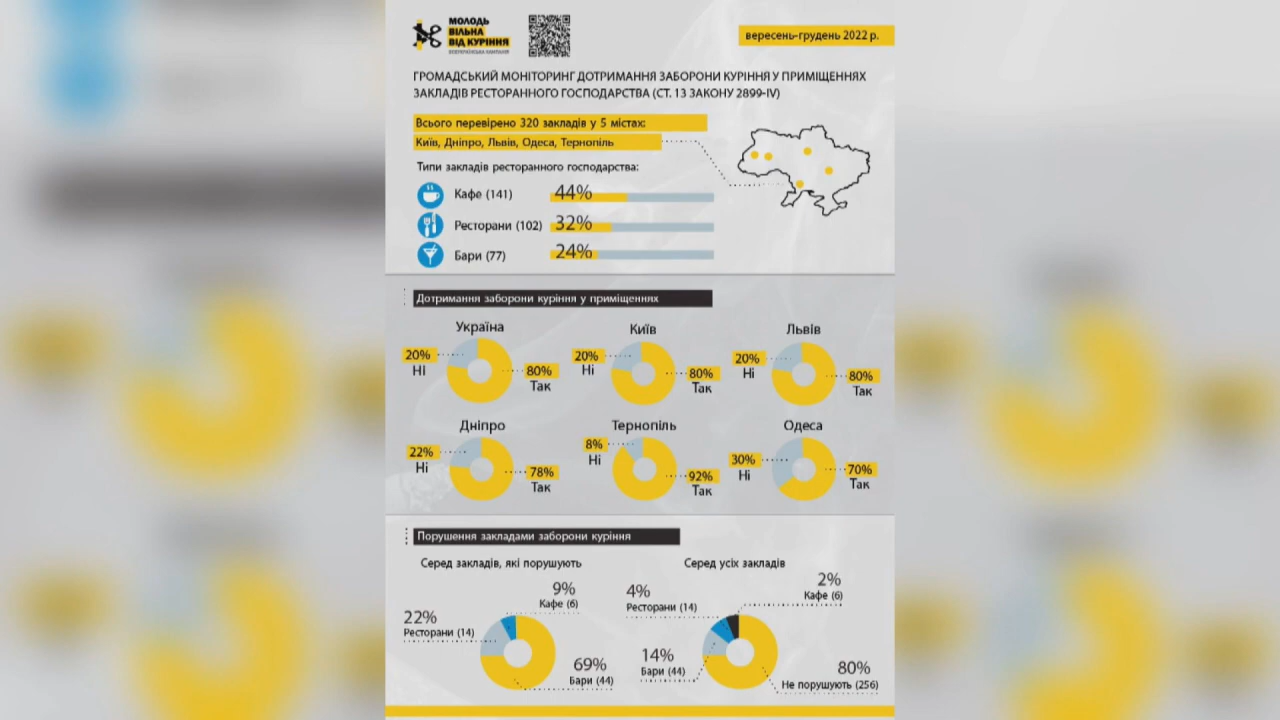 МОЛОДЬ
ВІЛЬНА
ВІД КУРІННЯ
ВСЕУКРАЇНСЬКА КАМПАНІЯ
вересень-грудень 2022 р.
ГРОМАДСЬКИЙ МОНІТОРИНГ ДОТРИМАННЯ ЗАБОРОНИ КУРІННЯ У ПРИМІЩЕННЯХ
ЗАКЛАДІВ РЕСТОРАННОГО ГОСПОДАРСТВА (СТ. 13 ЗАКОНУ 2899-IV)
Всього перевірено 320 закладів у 5 містах:
Київ, Дніпро, Львів, Одеса, Тернопіль
Типи закладів ресторанного господарства:
Кафе (141) 44%
Ресторани (102) 32%
Бари (77) 24%
Дотримання заборони куріння у приміщеннях
Україна
20%
Ні
80%
Так
Київ
20%
Ні
80%
Так
Львів
20%
Ні
80%
Так
Дніпро
22%
Ні
78%
Так
Тернопіль
8%
Ні
92%
Так
Одеса
30%
Ні
70%
Так
Порушення закладами заборони куріння
Серед закладів, які порушують
9%
Кафе (6)
22%
Ресторани (14)
69%
Бари (44)
Серед усіх закладів
2%
Кафе (6)
4%
Ресторани (14)
14%
Бари (44)
80%
Не порушують (256)